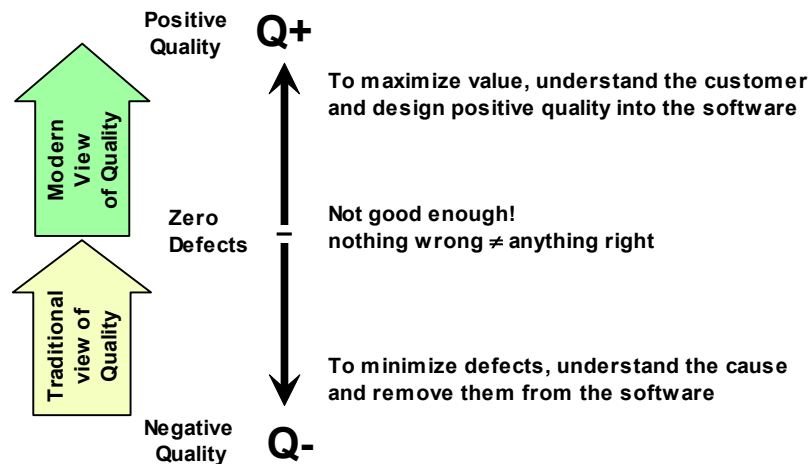 Positive
Quality
Q+
To maximize value, understand the customer
and design positive quality into the software
Modern
View
of Quality
Zero
Defects
Not good enough!
nothing wrong ≠ anything right
Traditional
view of
Quality
To minimize defects, understand the cause
and remove them from the software
Negative
Quality
Q-